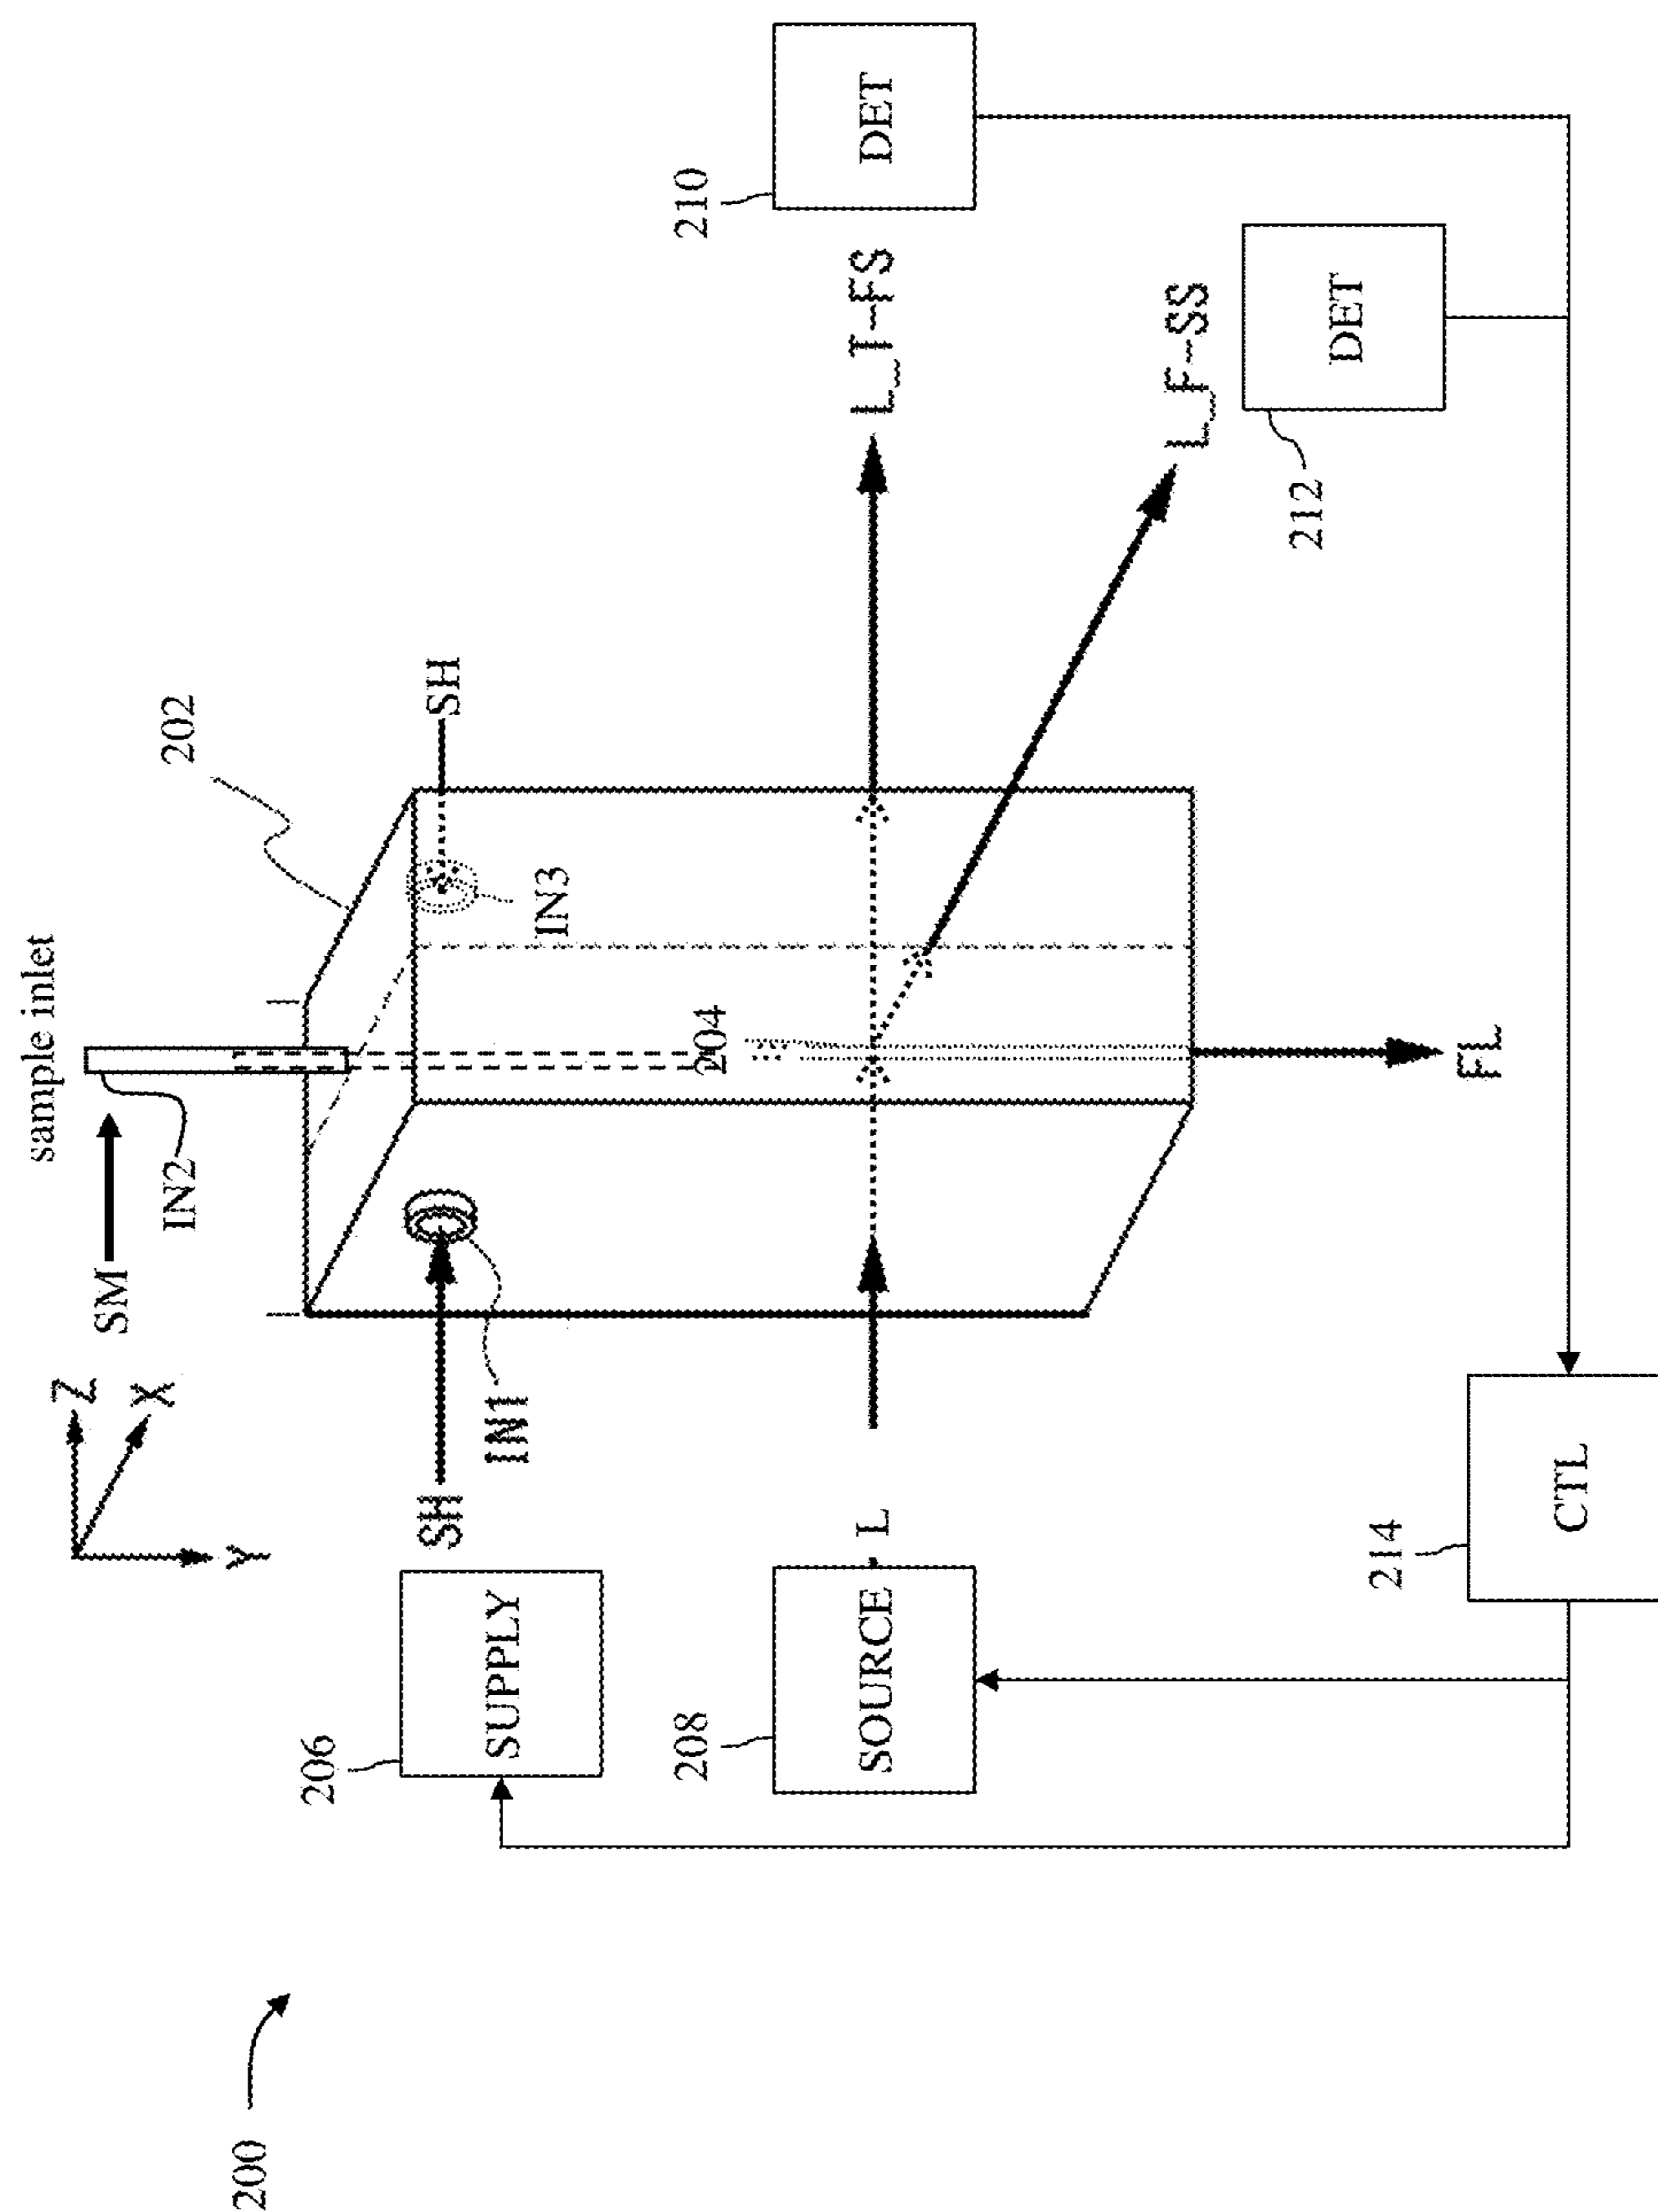 200
206
SUPPLY
208
SOURCE
L
214
CTL
Z
X
Y
SM
sample inlet
IN2
SH
IN1
202
SH
IN3
204
FL
L_T-FS
L_F-SS
210
DET
212
DET